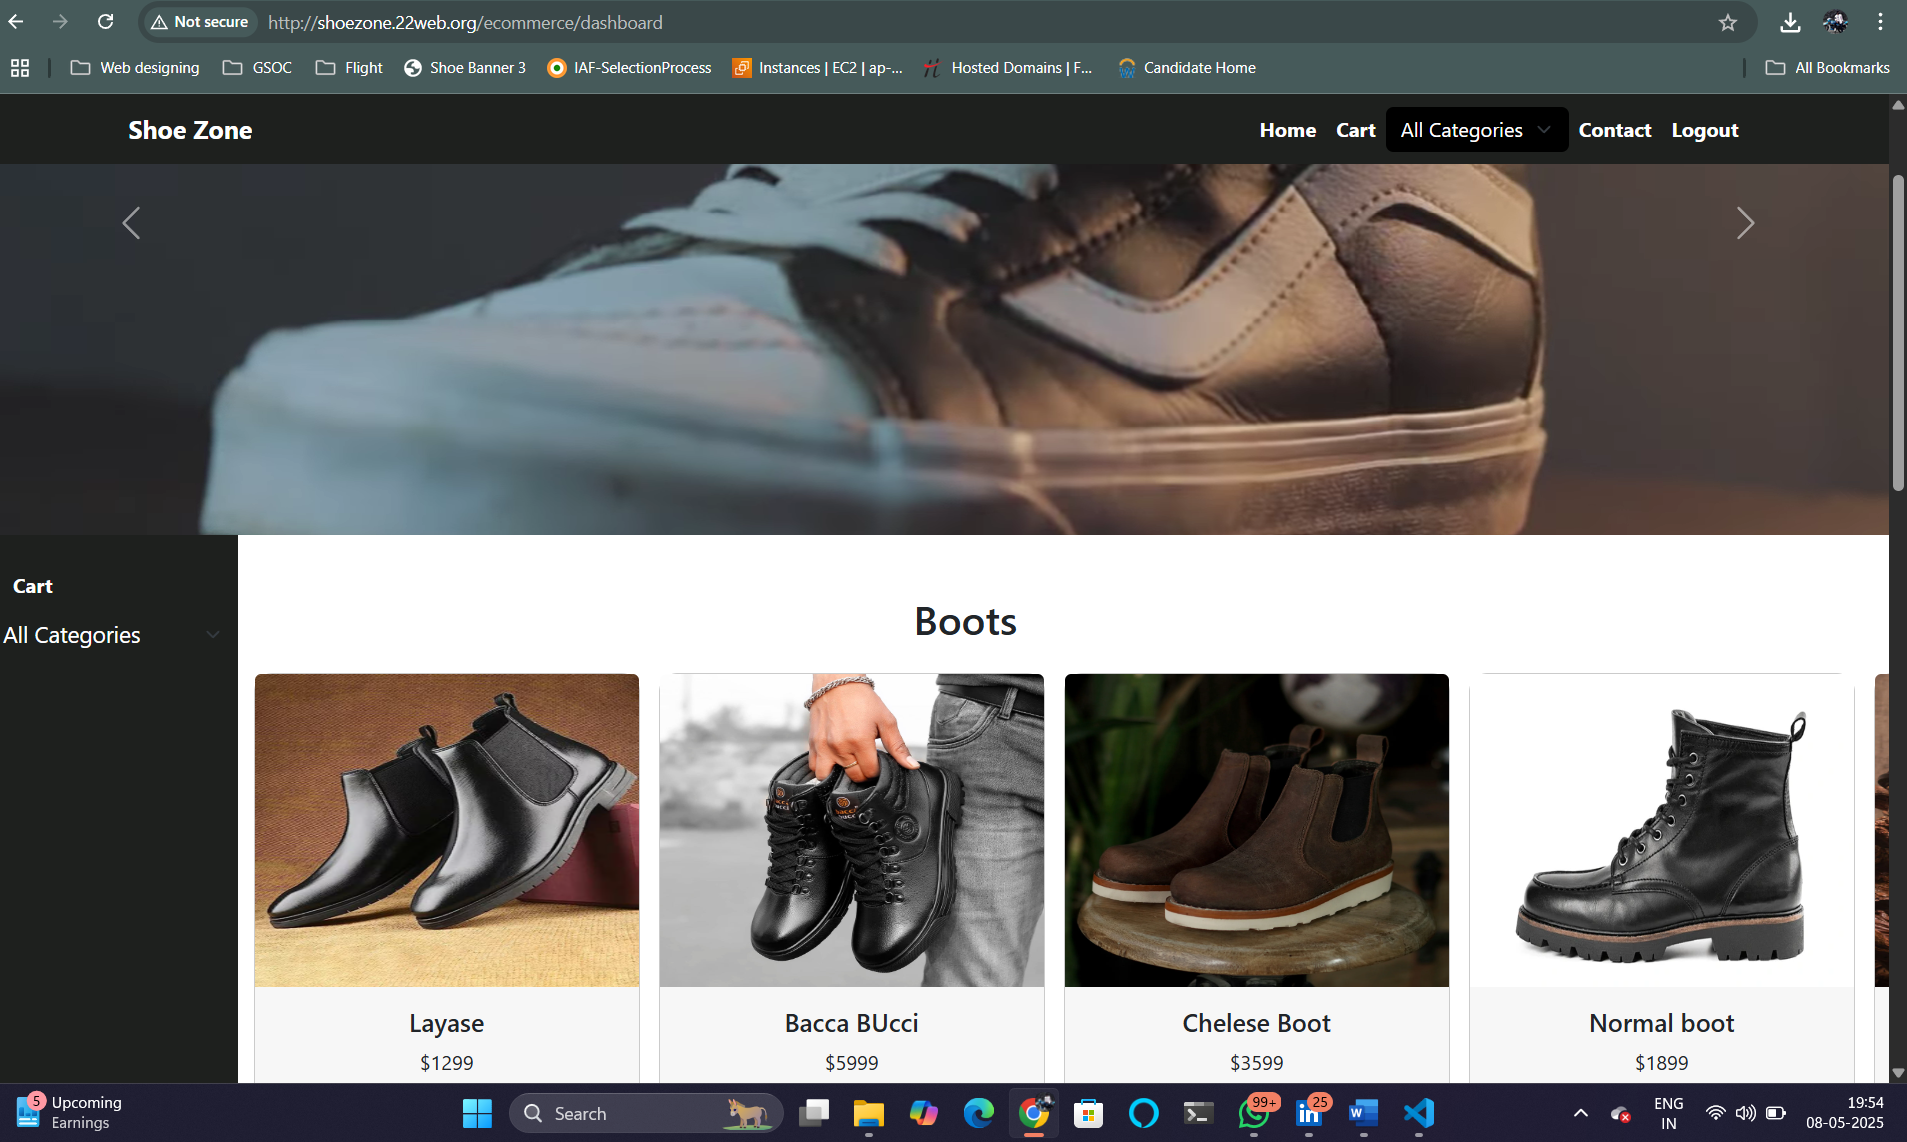 Not secure
http://shoezone.22web.org/ecommerce/dashboard
Web designing
GSOC
Flight
Shoe Banner 3
IAF-SelectionProcess
Instances | EC2 | ap-...
Hosted Domains | F...
Candidate Home
All Bookmarks
Shoe Zone
Home
Cart
All Categories
Contact
Logout
Cart
All Categories
Boots
Layase
$1299
Bacca BUcci
$5999
Chelese Boot
$3599
Normal boot
$1899
5
Upcoming
Earnings
Search
99+
25
ENG
IN
19:54
08-05-2025